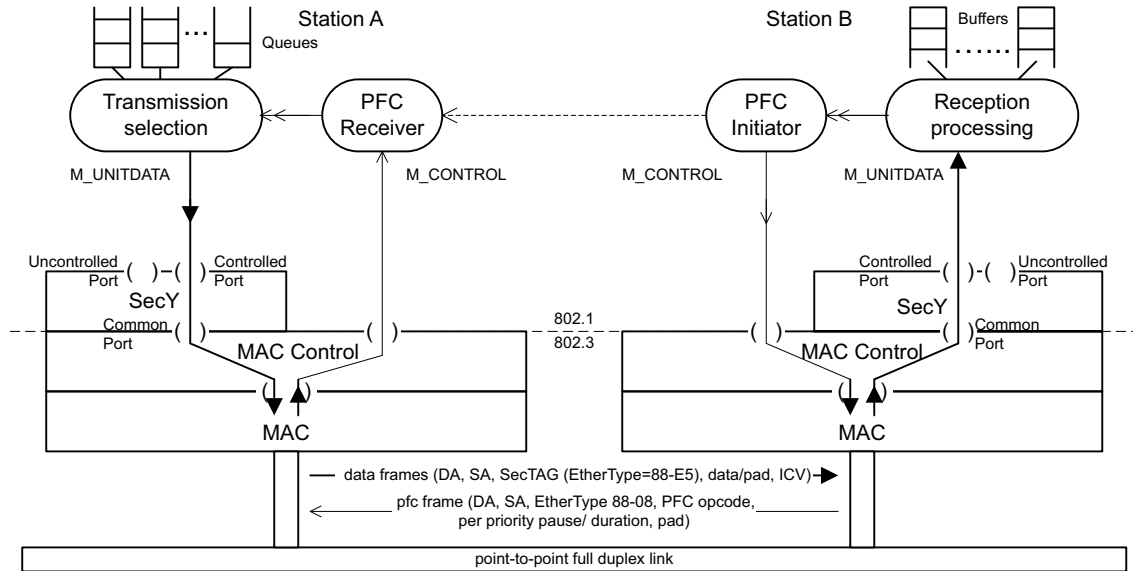 Station A
Station B
Queues
Buffers
Transmission
selection
PFC
Receiver
PFC
Initiator
Reception
processing
M_UNITDATA
M_CONTROL
M_CONTROL
M_UNITDATA
Uncontrolled
Port
Controlled
Port
Controlled
Port
Uncontrolled
Port
SecY
SecY
Common
Port
802.1
802.3
Common
Port
MAC Control
MAC Control
MAC
MAC
data frames (DA, SA, SecTAG (EtherType=88-E5), data/pad, ICV)
pfc frame (DA, SA, EtherType 88-08, PFC opcode,
per priority pause/ duration, pad)
point-to-point full duplex link